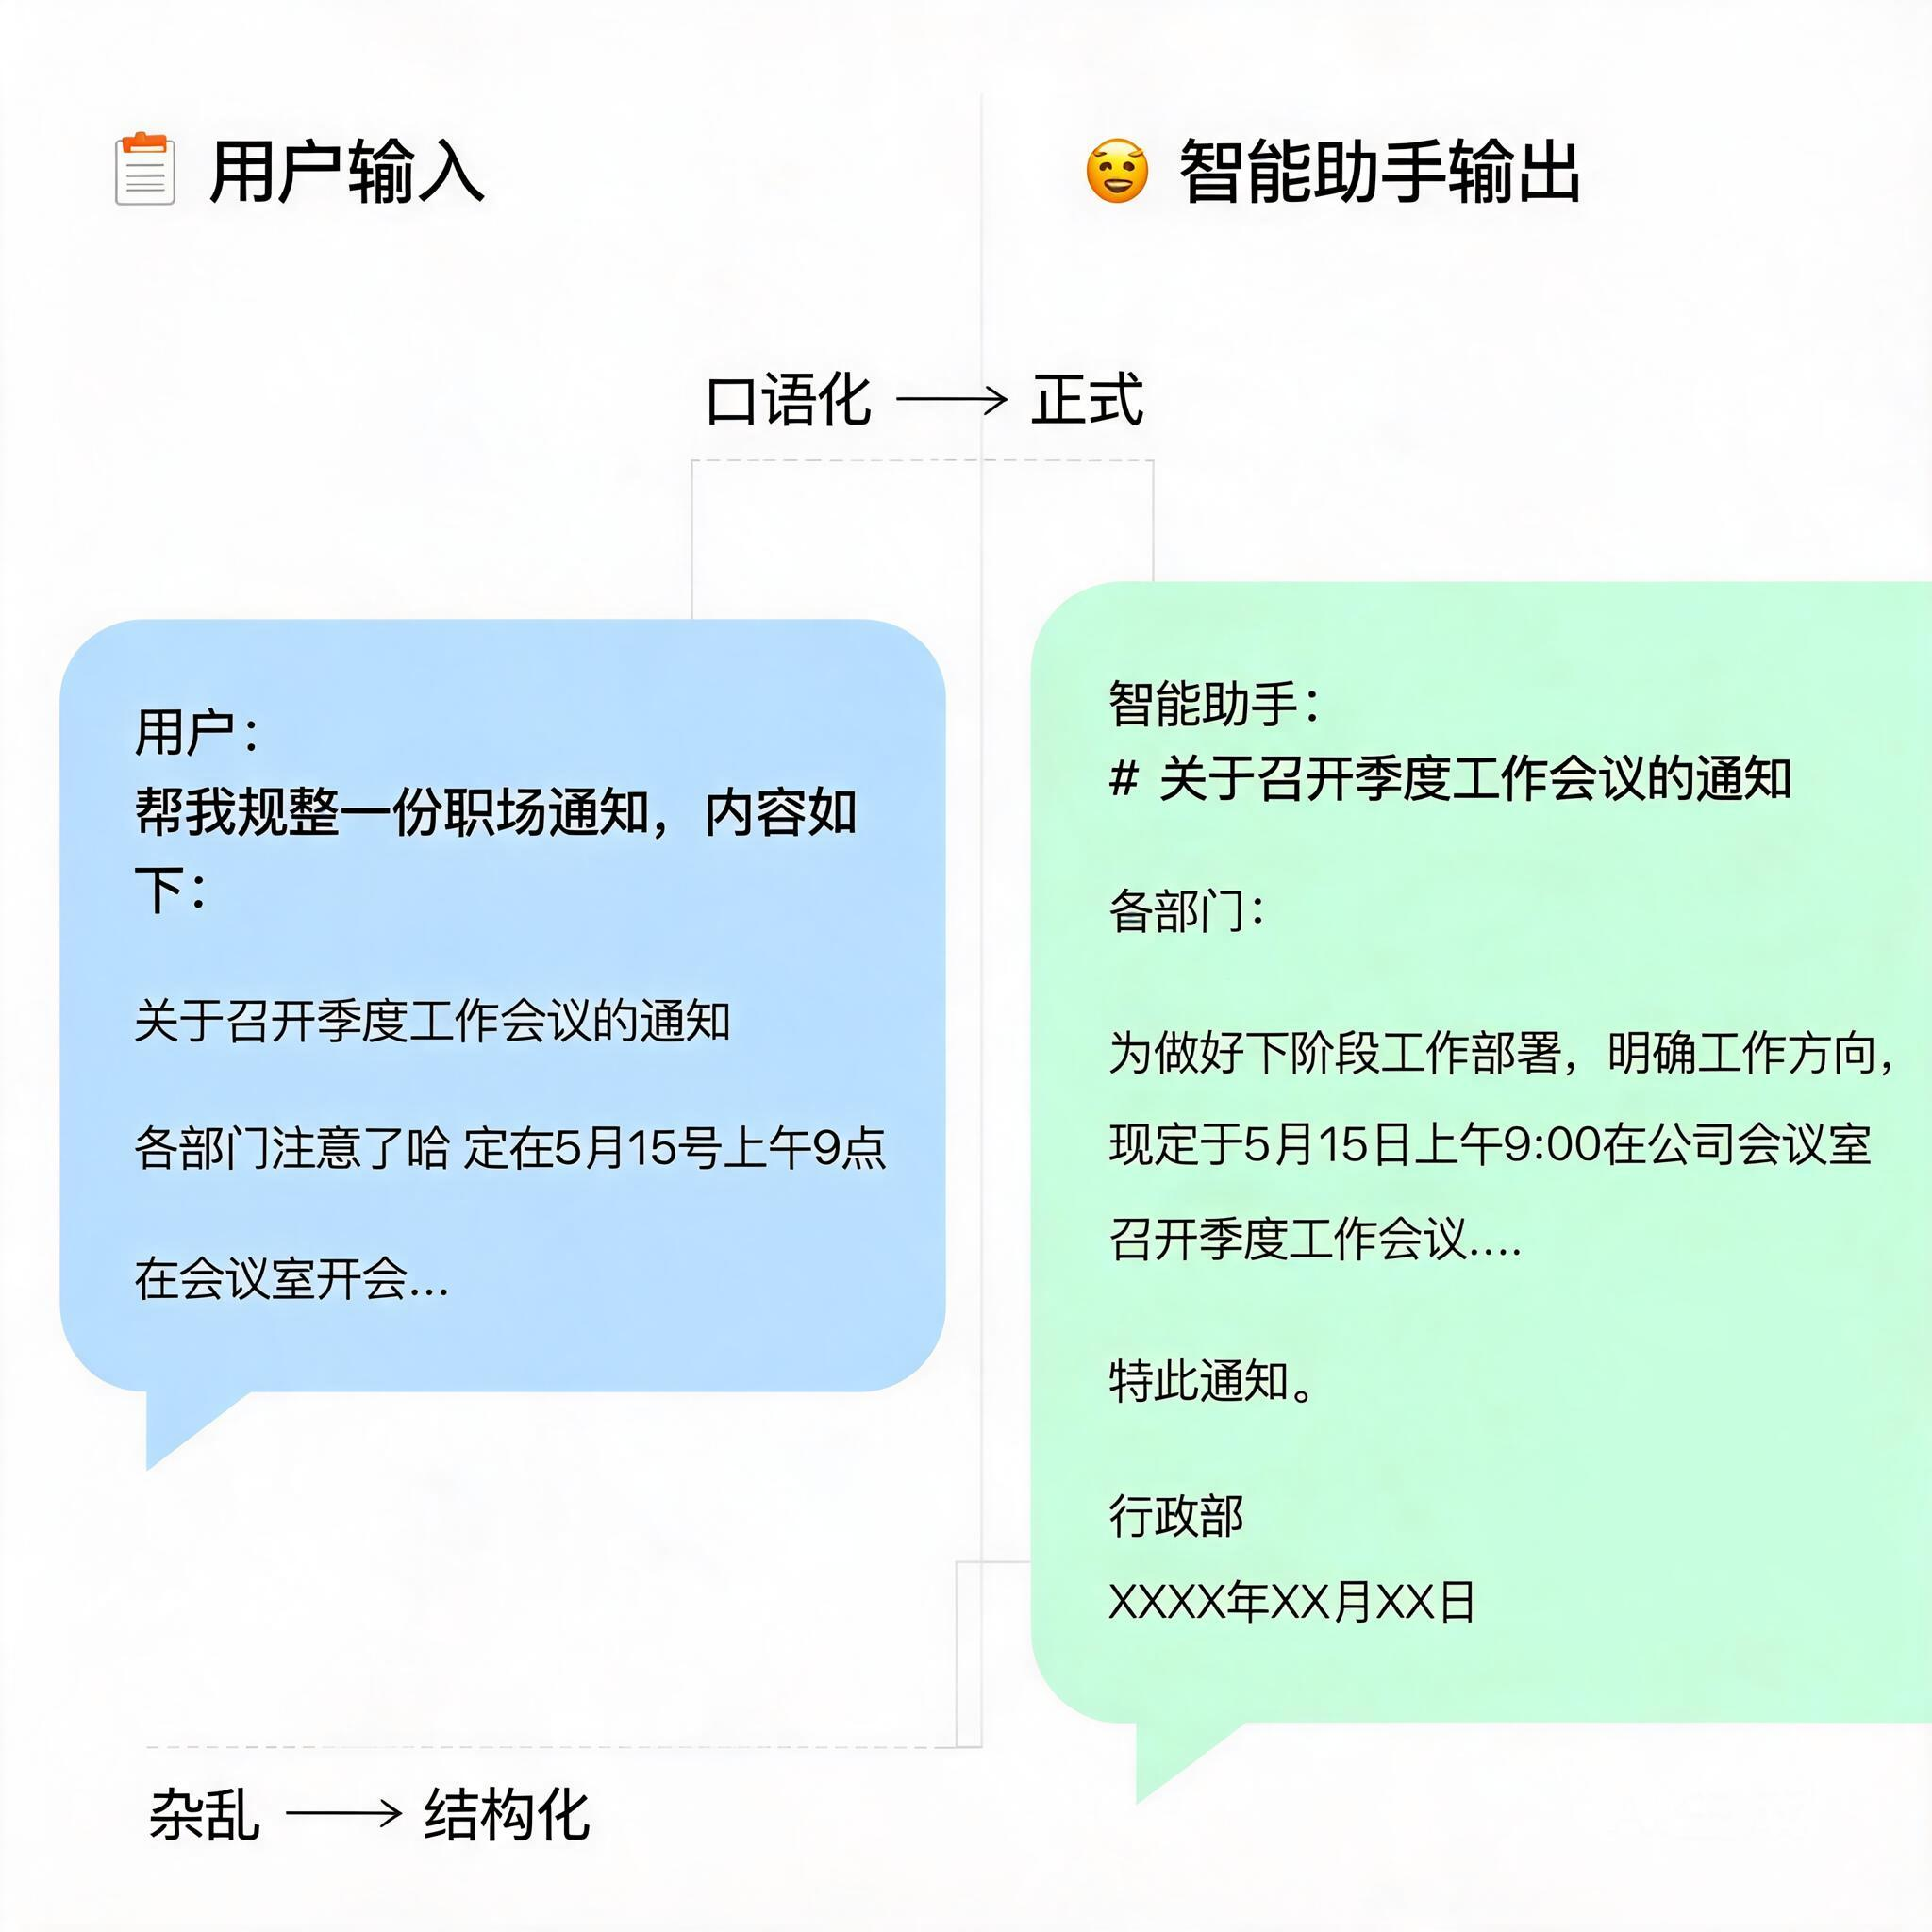 用户输入
智能助手输出
口语化 → 正式
用户：
帮我规整一份职场通知，内容如
下：
关于召开季度工作会议的通知
各部门注意了哈 定在5月15号上午9点
在会议室开会...
智能助手：
# 关于召开季度工作会议的通知
各部门：
为做好下阶段工作部署，明确工作方向，
现定于5月15日上午9:00在公司会议室
召开季度工作会议....
特此通知。
行政部
XXXX年XX月XX日
杂乱 → 结构化